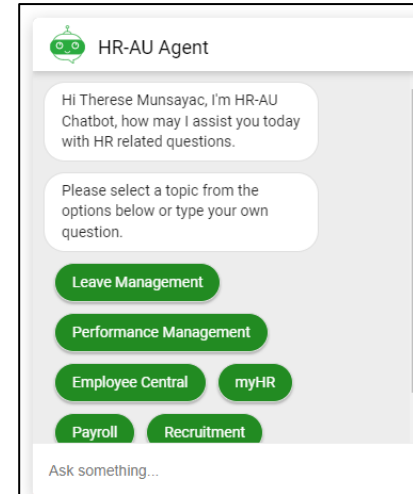 HR-AU Agent
Hi Therese Munsayac, I'm HR-AU
Chatbot, how may I assist you today
with HR related questions.
Please select a topic from the
options below or type your own
question.
Leave Management
Performance Management
Employee Central myHR
Payroll Recruitment
Ask something...